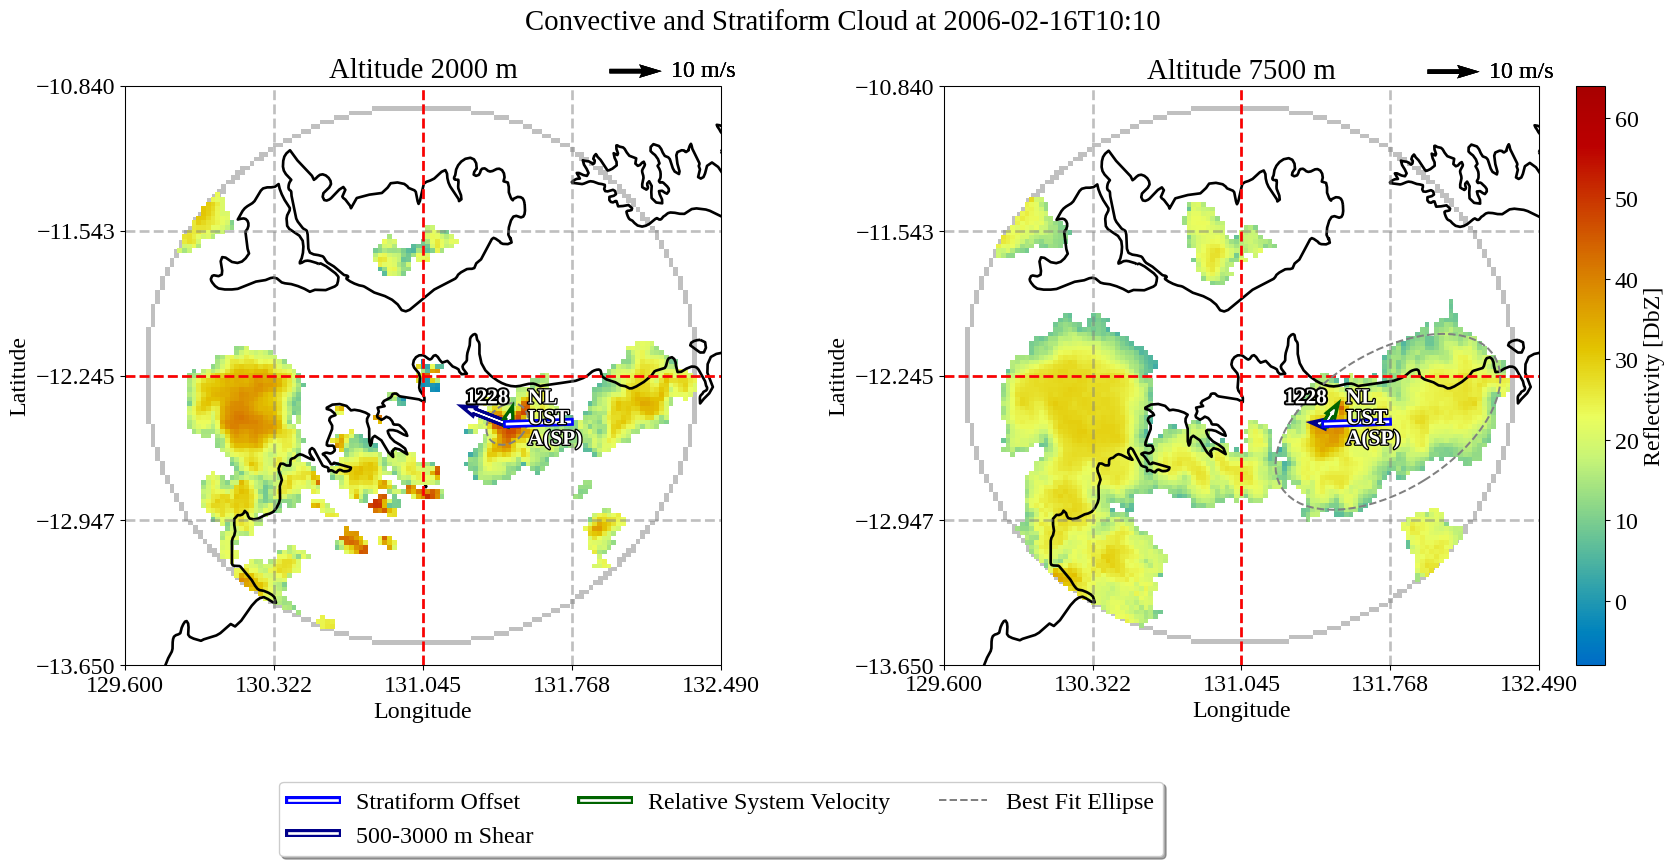 Convective and Stratiform Cloud at 2006-02-16T10:10
Altitude 2000 m
10 m/s
Altitude 7500 m
10 m/s
−10.840
−11.543
−12.245
−12.947
−13.650
Latitude
1228
NL
UST
A(SP)
129.600
130.322
131.045
131.768
132.490
Longitude
−10.840
−11.543
−12.245
−12.947
−13.650
Latitude
1228
NL
UST
A(SP)
129.600
130.322
131.045
131.768
132.490
Longitude
60
50
40
30
20
10
0
Reflectivity [DbZ]
Stratiform Offset
500-3000 m Shear
Relative System Velocity
Best Fit Ellipse